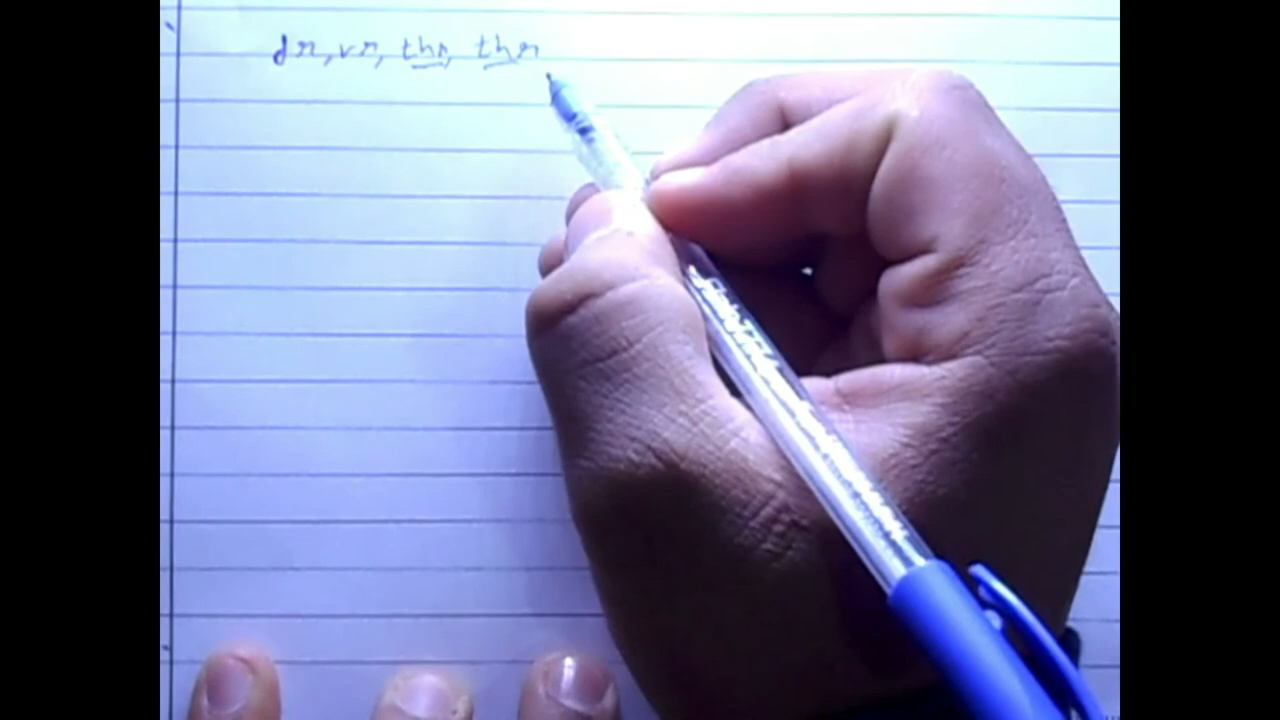 dr, vr, thr, thr